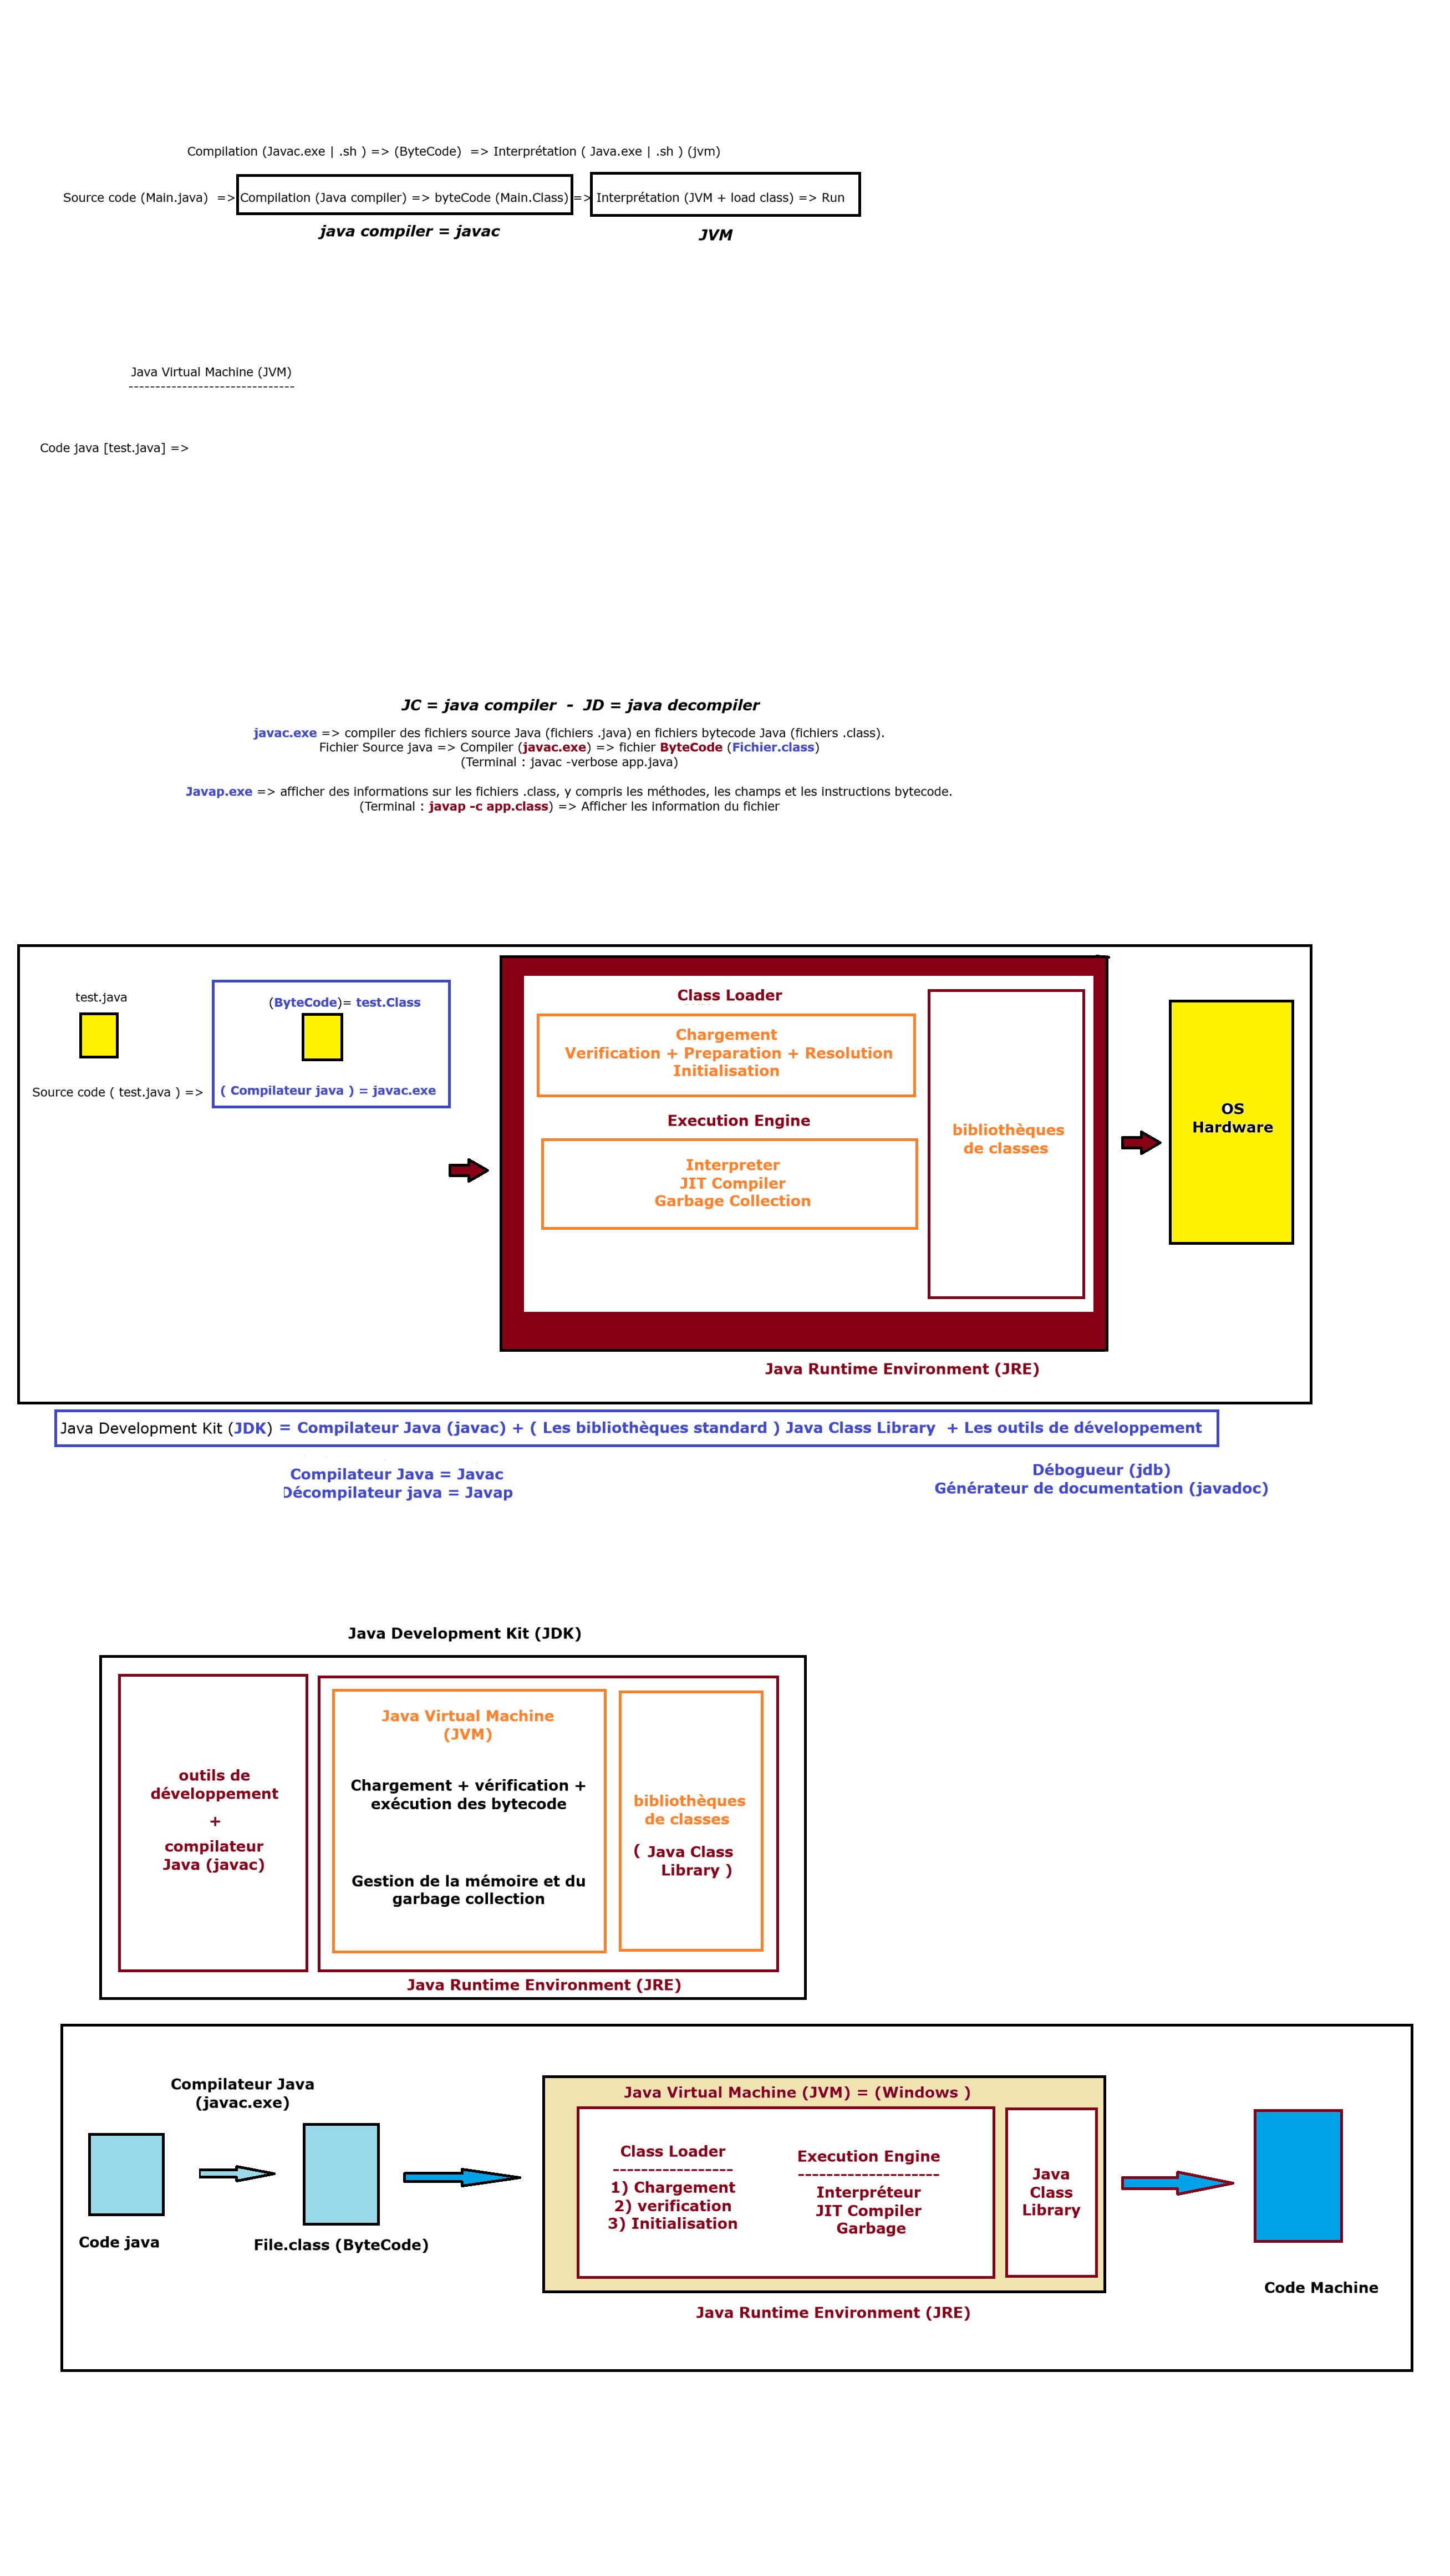 Compilation (Javac.exe | .sh ) => (ByteCode)  => Interprétation ( Java.exe | .sh ) (jvm)
Source code (Main.java)  => Compilation (Java compiler) => byteCode (Main.Class) => Interprétation (JVM + load class) => Run
java compiler = javac
JVM
Java Virtual Machine (JVM)
-------------------------------
Code java [test.java] =>
JC = java compiler  -  JD = java decompiler
javac.exe => compiler des fichiers source Java (fichiers .java) en fichiers bytecode Java (fichiers .class).
Fichier Source java => Compiler (javac.exe) => fichier ByteCode (Fichier.class)
(Terminal : javac -verbose app.java)
Javap.exe => afficher des informations sur les fichiers .class, y compris les méthodes, les champs et les instructions bytecode.
(Terminal : javap -c app.class) => Afficher les information du fichier
test.java
Source code ( test.java ) =>
(ByteCode)= test.Class
( Compilateur java ) = javac.exe
Class Loader
Chargement
Verification + Preparation + Resolution
Initialisation
Execution Engine
Interpreter
JIT Compiler
Garbage Collection
bibliothèques
de classes
OS
Hardware
Java Runtime Environment (JRE)
Java Development Kit (JDK) = Compilateur Java (javac) + ( Les bibliothèques standard ) Java Class Library  + Les outils de développement
Compilateur Java = Javac
Décompilateur java = Javap
Débogueur (jdb)
Générateur de documentation (javadoc)
Java Development Kit (JDK)
outils de
développement
+
compilateur
Java (javac)
Java Virtual Machine
(JVM)
Chargement + vérification +
exécution des bytecode
Gestion de la mémoire et du
garbage collection
bibliothèques
de classes
( Java Class
Library )
Java Runtime Environment (JRE)
Compilateur Java
(javac.exe)
Code java
File.class (ByteCode)
Java Virtual Machine (JVM) = (Windows )
Class Loader
-----------------
1) Chargement
2) verification
3) Initialisation
Execution Engine
--------------------
Interpréteur
JIT Compiler
Garbage
Java
Class
Library
Code Machine
Java Runtime Environment (JRE)